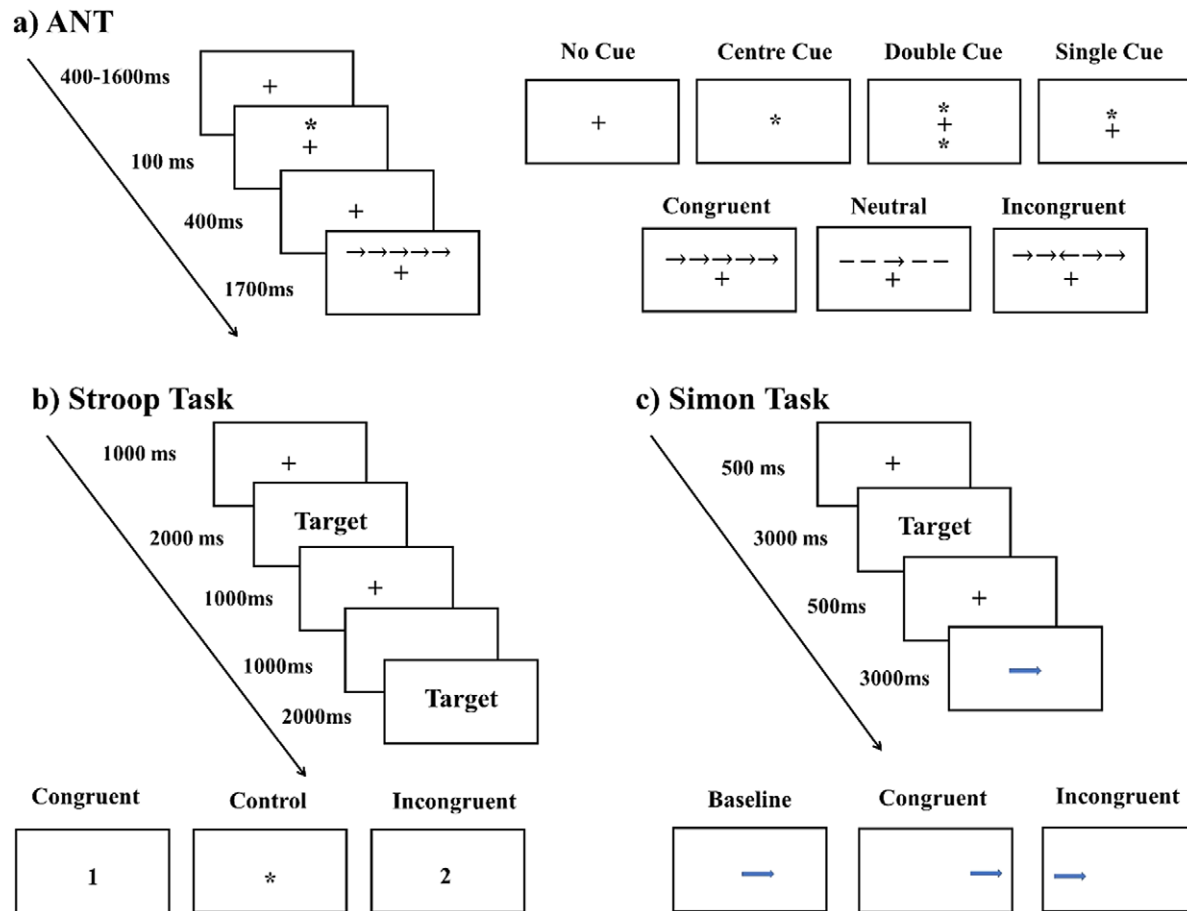 a) ANT
400-1600ms
+
*
+
100 ms
+
400ms
→→→→→
+
1700ms
No Cue Centre Cue Double Cue Single Cue
+
*
*
+
*
*
+
Congruent Neutral Incongruent
→→→→→
+
– – → – –
+
→→←→→
+
b) Stroop Task
1000 ms
+
2000 ms
Target
1000ms
+
1000ms
2000ms
Target
Congruent Control Incongruent
1 * 2
c) Simon Task
500 ms
+
3000 ms
Target
500ms
+
3000ms
Baseline Congruent Incongruent